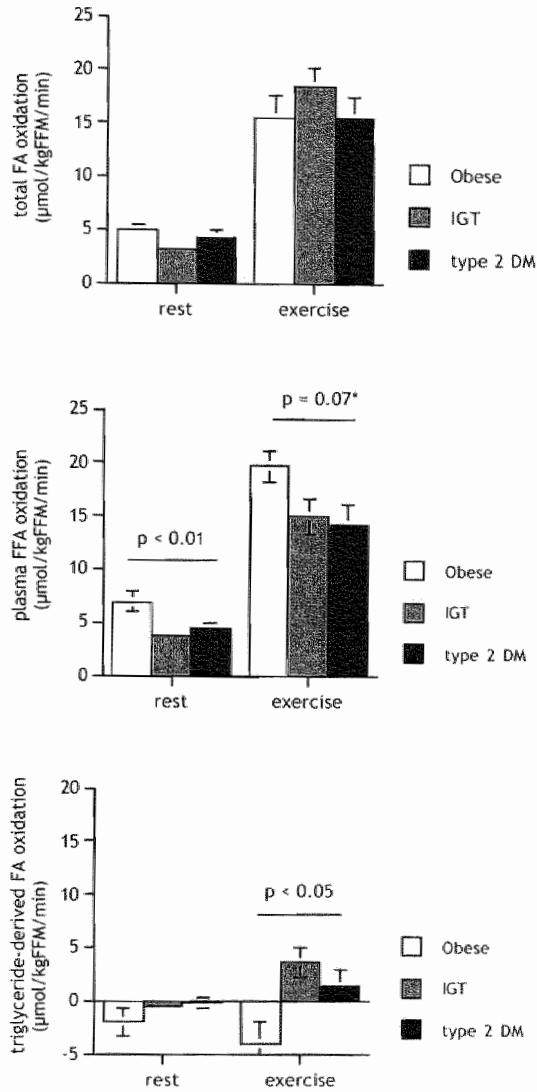 total FA oxidation
(µmol/kgFFM/min)
25
20
15
10
5
0
rest
exercise
Obese
IGT
type 2 DM
p = 0.07*
plasma FFA oxidation
(µmol/kgFFM/min)
25
20
15
10
5
0
p < 0.01
rest
exercise
Obese
IGT
type 2 DM
triglyceride-derived FA oxidation
(µmol/kgFFM/min)
20
15
10
5
0
-5
p < 0.05
rest
exercise
Obese
IGT
type 2 DM